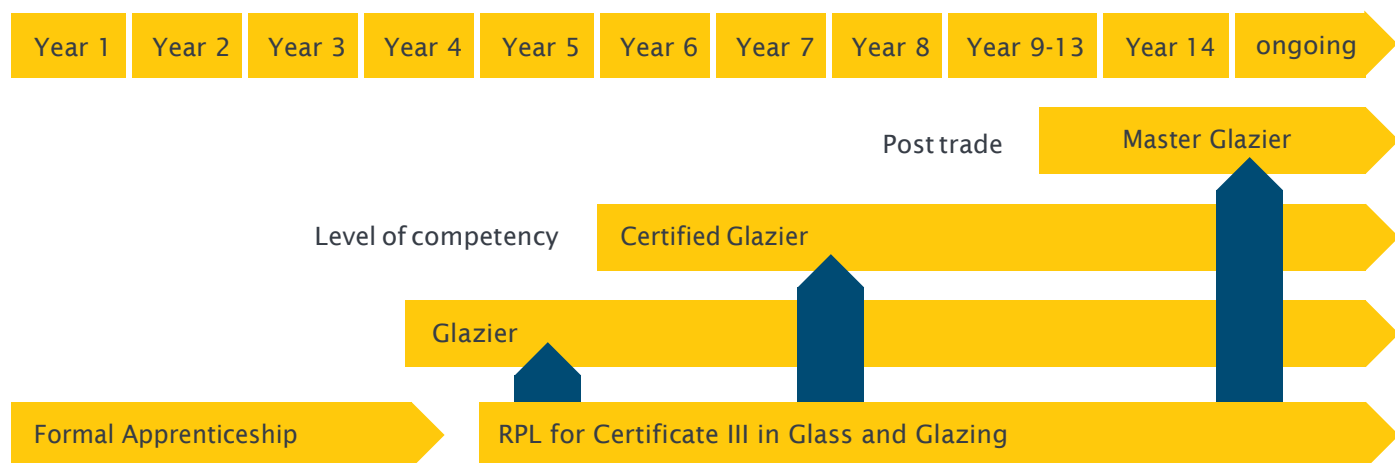 Year 1 Year 2 Year 3 Year 4 Year 5 Year 6 Year 7 Year 8 Year 9-13 Year 14 ongoing
Post trade Master Glazier
Level of competency Certified Glazier
Glazier
Formal Apprenticeship RPL for Certificate III in Glass and Glazing